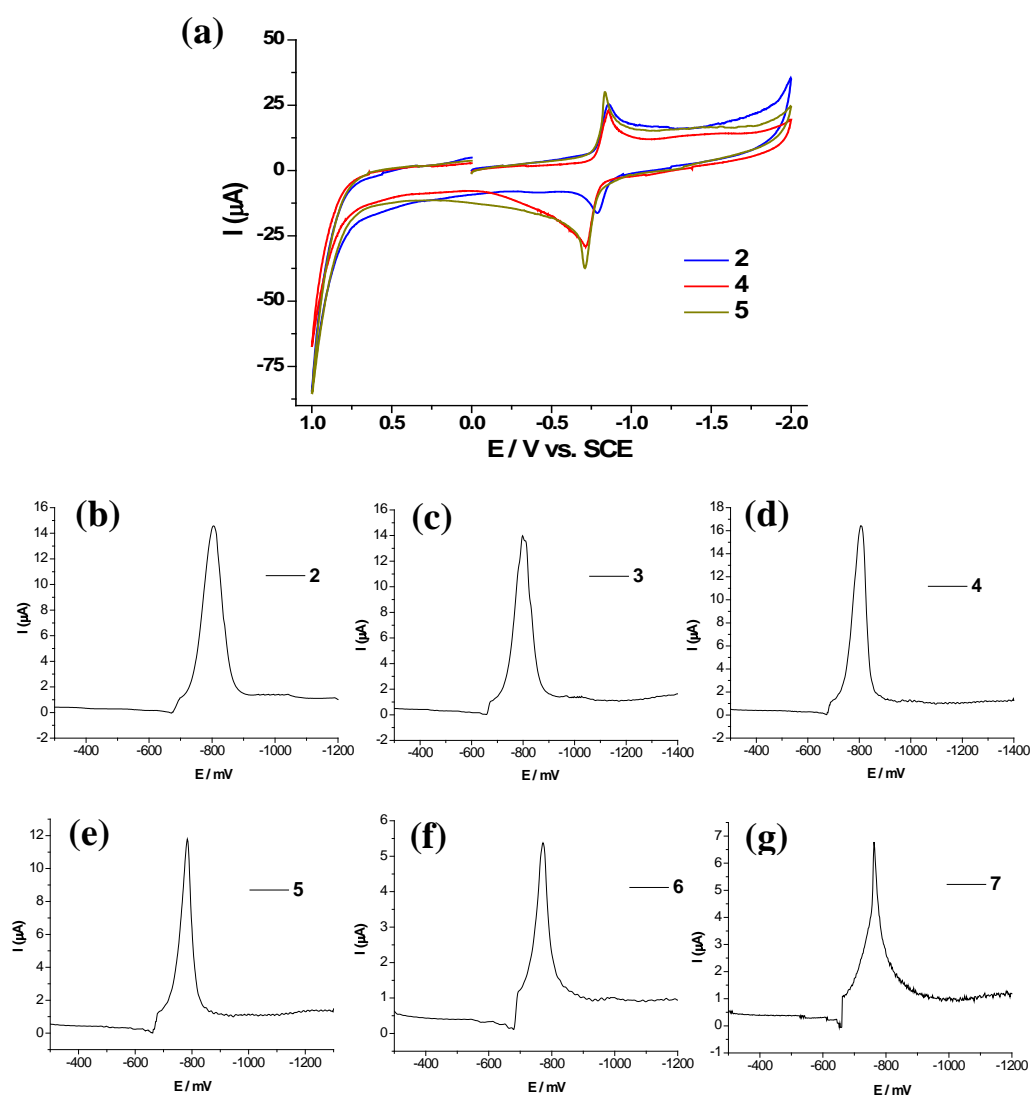 (a)
50
25
0
-25
-50
-75
I (µA)
1.0 0.5 0.0 -0.5 -1.0 -1.5 -2.0
E / V vs. SCE
2
4
5
(b)
16
14
12
10
8
6
4
2
0
-2
I (µA)
2
-400 -600 -800 -1000 -1200
E / mV
(c)
16
14
12
10
8
6
4
2
0
-2
I (µA)
3
-400 -600 -800 -1000 -1200 -1400
E / mV
(d)
18
16
14
12
10
8
6
4
2
0
-2
I (µA)
4
-400 -600 -800 -1000 -1200 -1400
E / mV
(e)
12
10
8
6
4
2
0
I (µA)
5
-400 -600 -800 -1000 -1200
E / mV
(f)
6
5
4
3
2
1
0
I (µA)
6
-400 -600 -800 -1000 -1200
E / mV
(g)
7
6
5
4
3
2
1
0
-1
I (µA)
7
-400 -600 -800 -1000 -1200
E / mV